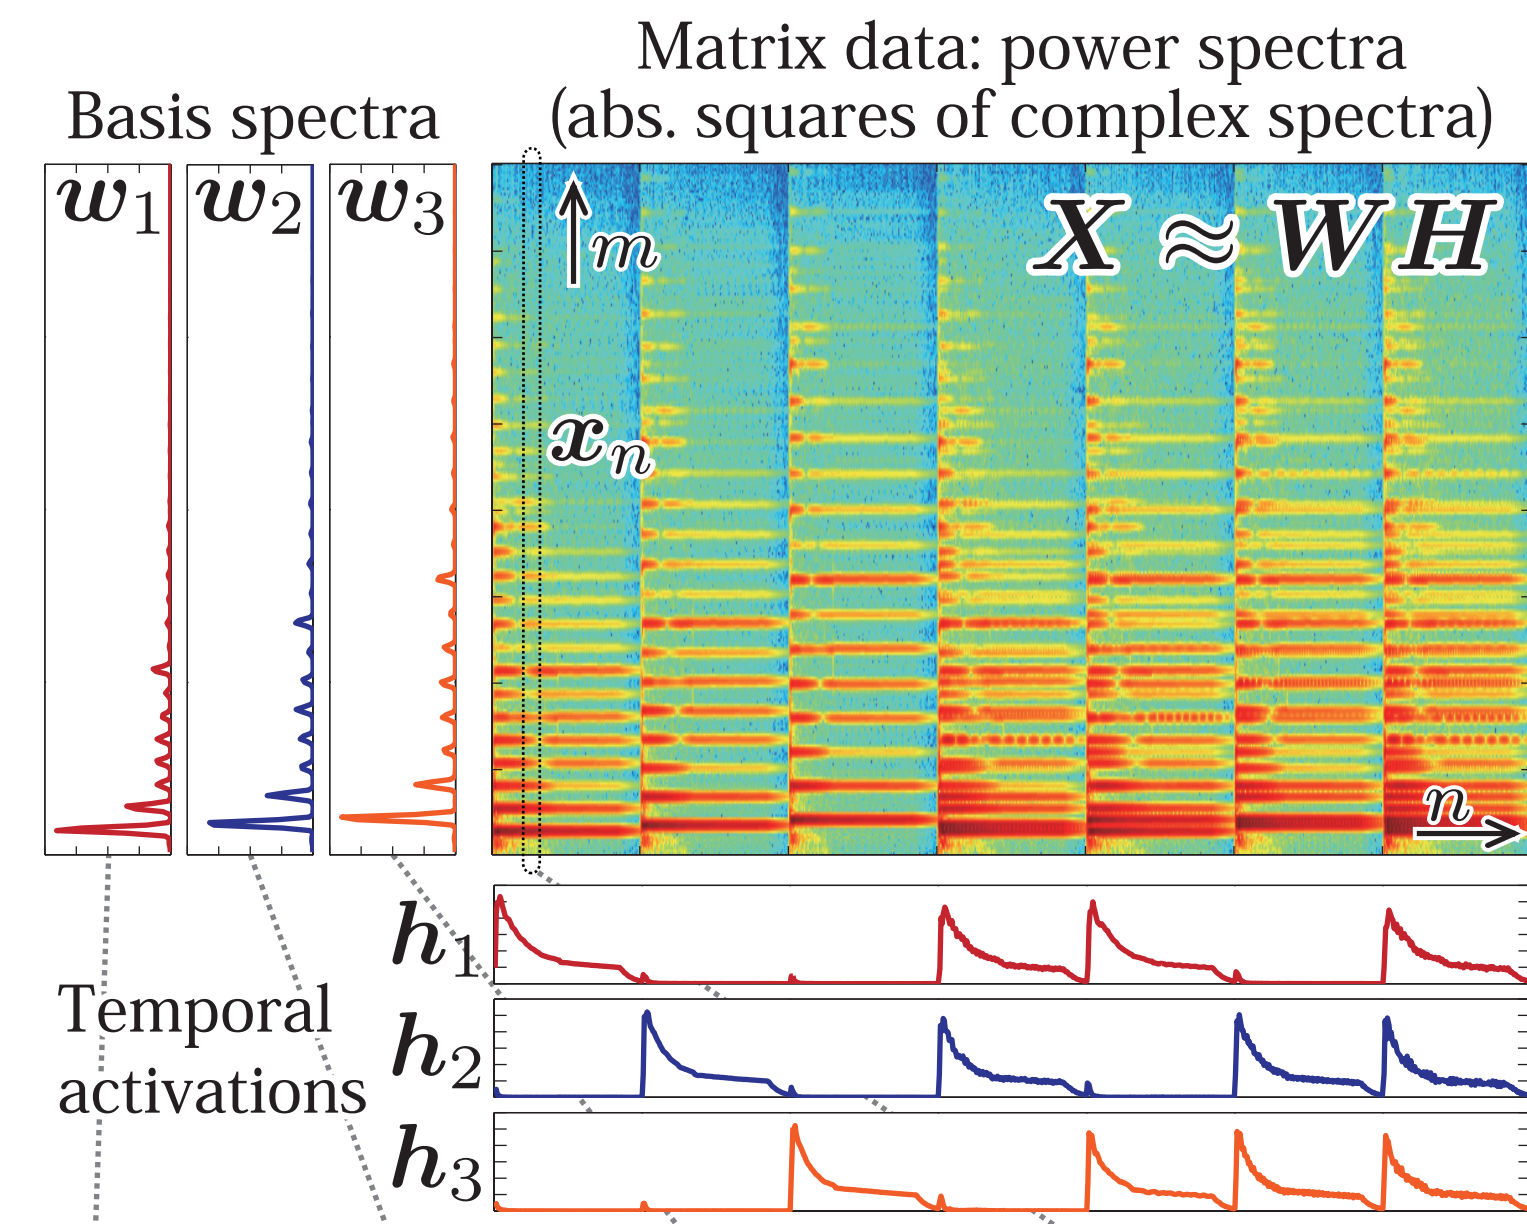 Matrix data: power spectra
(abs. squares of complex spectra)
Basis spectra
w1 w2 w3
m
X ≈ WH
xn
n
h1
h2
h3
Temporal
activations